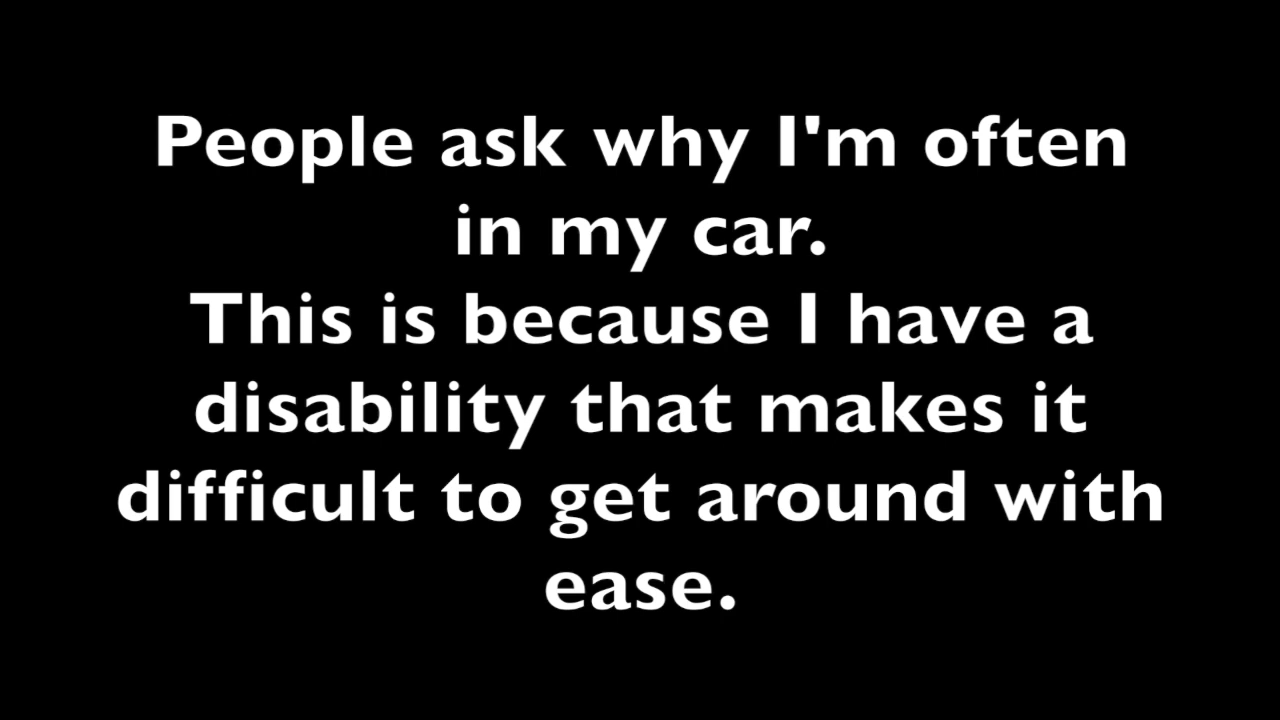 People ask why I'm often
in my car.
This is because I have a
disability that makes it
difficult to get around with
ease.